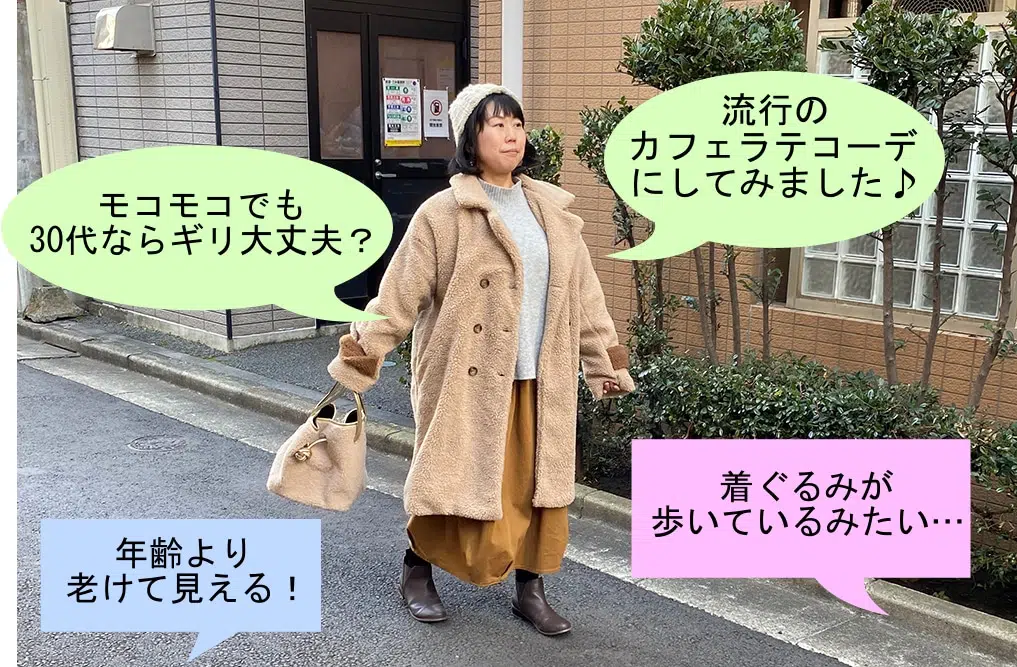 流行の
カフェラテコーデ
にしてみました♪
モコモコでも
30代ならギリ大丈夫？
着ぐるみが
歩いているみたい…
年齢より
老けて見える！